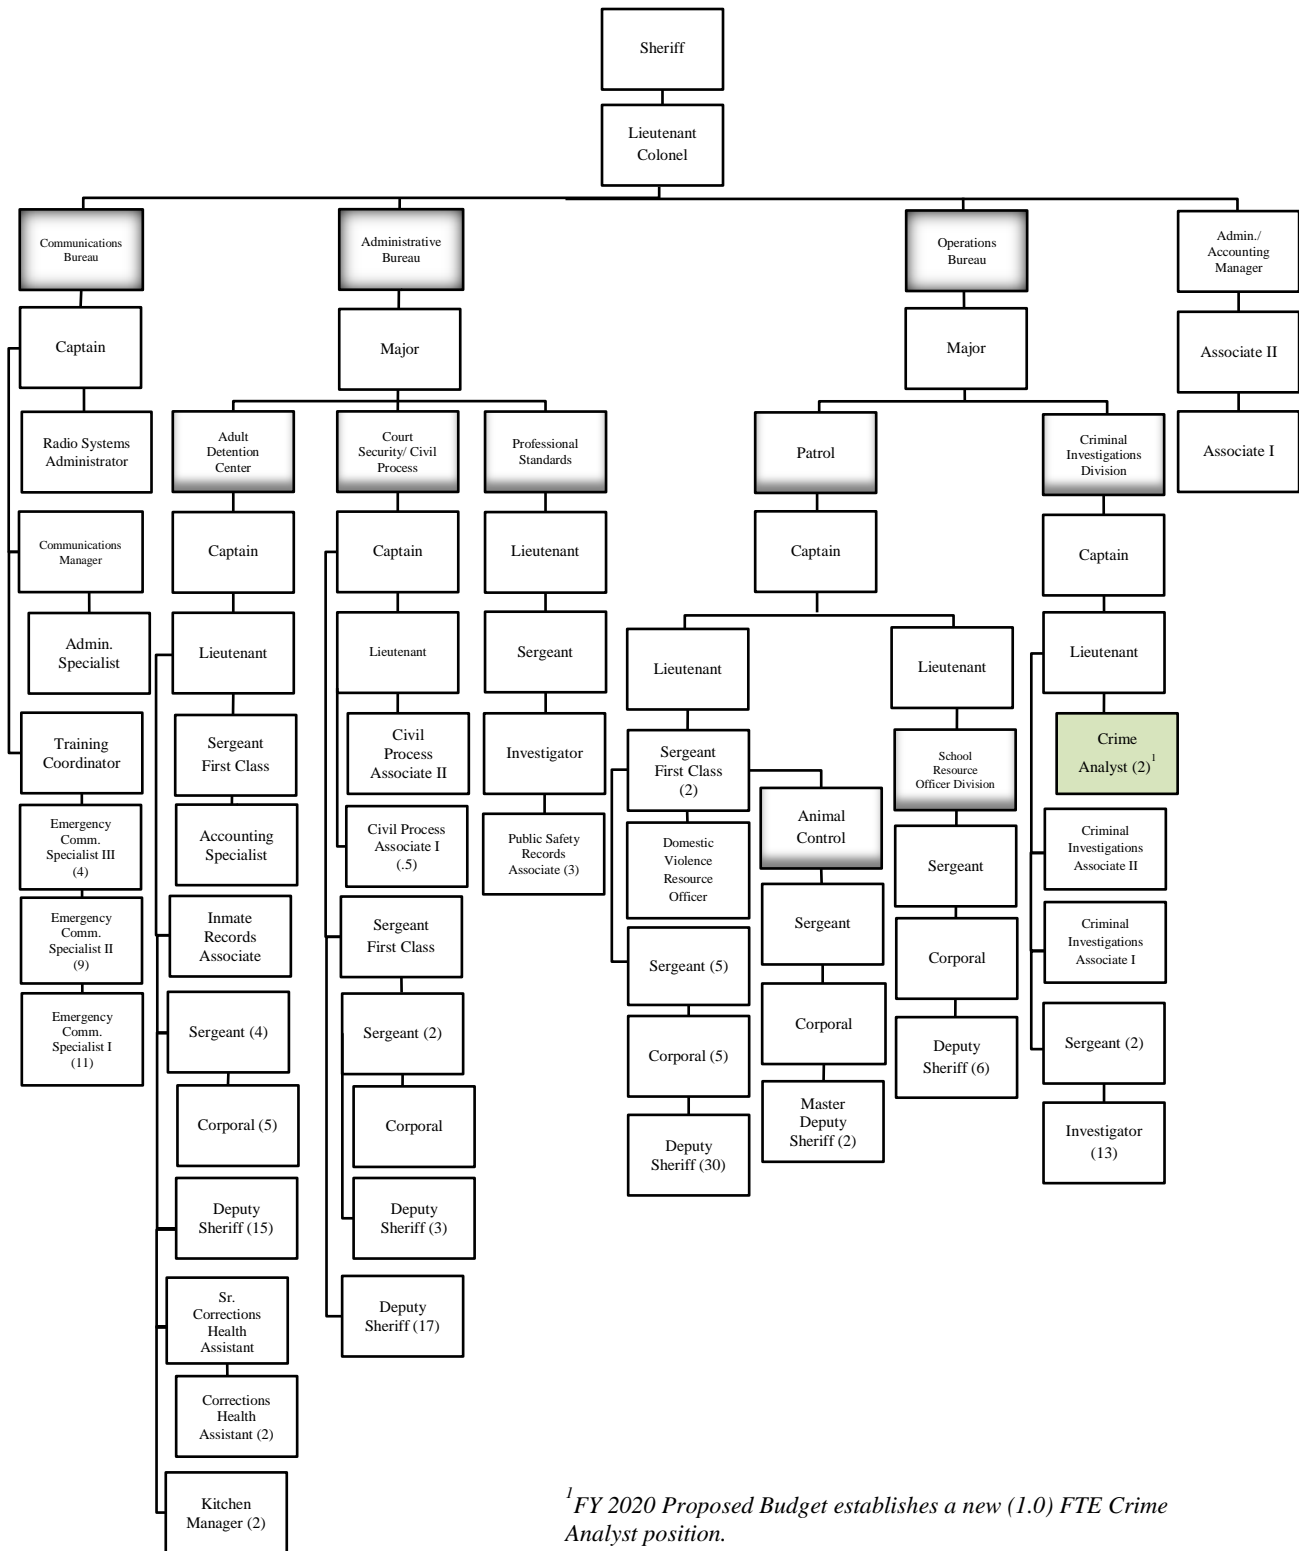 Sheriff
Lieutenant
Colonel
Communications
Bureau
Administrative
Bureau
Operations
Bureau
Admin./
Accounting
Manager
Captain
Major
Major
Associate II
Radio Systems
Administrator
Adult
Detention
Center
Court
Security/ Civil
Process
Professional
Standards
Patrol
Criminal
Investigations
Division
Associate I
Communications
Manager
Captain
Captain
Lieutenant
Captain
Captain
Admin.
Specialist
Lieutenant
Lieutenant
Sergeant
Lieutenant
Lieutenant
Lieutenant
Training
Coordinator
Sergeant
First Class
Civil
Process
Associate II
Investigator
Sergeant
First Class
(2)
School
Resource
Officer Division
Crime
Analyst (2)1
Emergency
Comm.
Specialist III
(4)
Accounting
Specialist
Civil Process
Associate I
(.5)
Public Safety
Records
Associate (3)
Domestic
Violence
Resource
Officer
Animal
Control
Sergeant
Criminal
Investigations
Associate II
Emergency
Comm.
Specialist II
(9)
Inmate
Records
Associate
Sergeant
First Class
Sergeant (5)
Sergeant
Corporal
Criminal
Investigations
Associate I
Emergency
Comm.
Specialist I
(11)
Sergeant (4)
Sergeant (2)
Corporal (5)
Corporal
Deputy
Sheriff (6)
Sergeant (2)
Corporal (5)
Corporal
Deputy
Sheriff (30)
Master
Deputy
Sheriff (2)
Investigator
(13)
Deputy
Sheriff (15)
Deputy
Sheriff (3)
Sr.
Corrections
Health
Assistant
Deputy
Sheriff (17)
Corrections
Health
Assistant (2)
Kitchen
Manager (2)
1FY 2020 Proposed Budget establishes a new (1.0) FTE Crime
Analyst position.